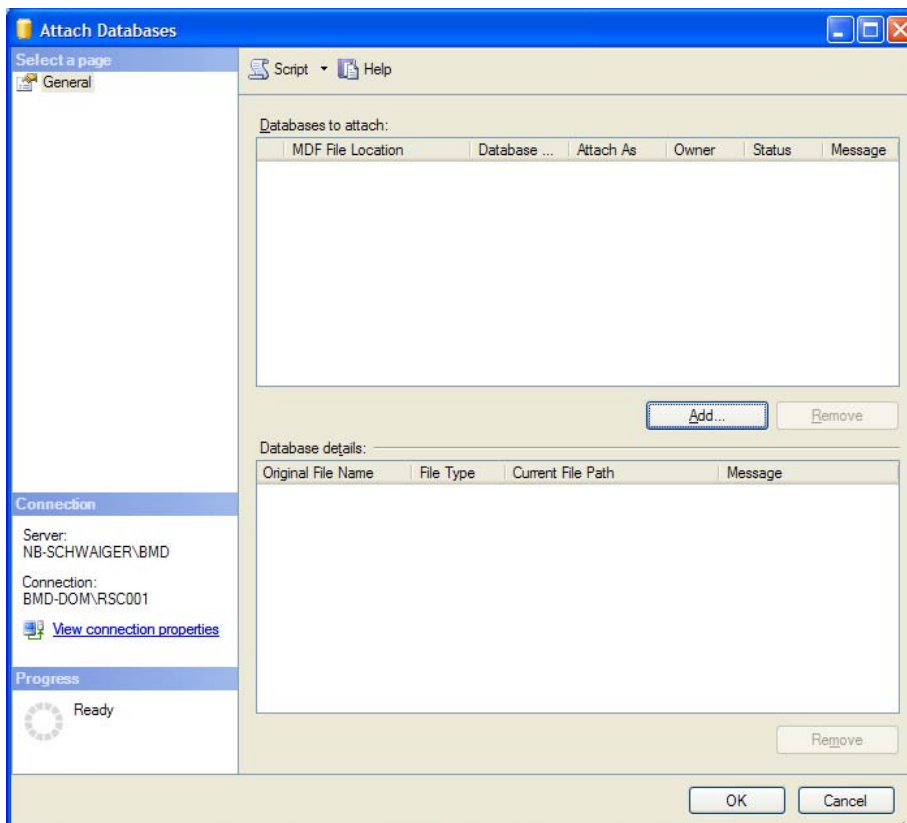 Attach Databases
Select a page
General
Script
Help
Databases to attach:
MDF File Location Database ... Attach As Owner Status Message
Add... Remove
Database details:
Original File Name File Type Current File Path Message
Connection
Server:
NB-SCHWAIGER\BMD
Connection:
BMD-DOM\RSC001
View connection properties
Progress
Ready
Remove
OK Cancel